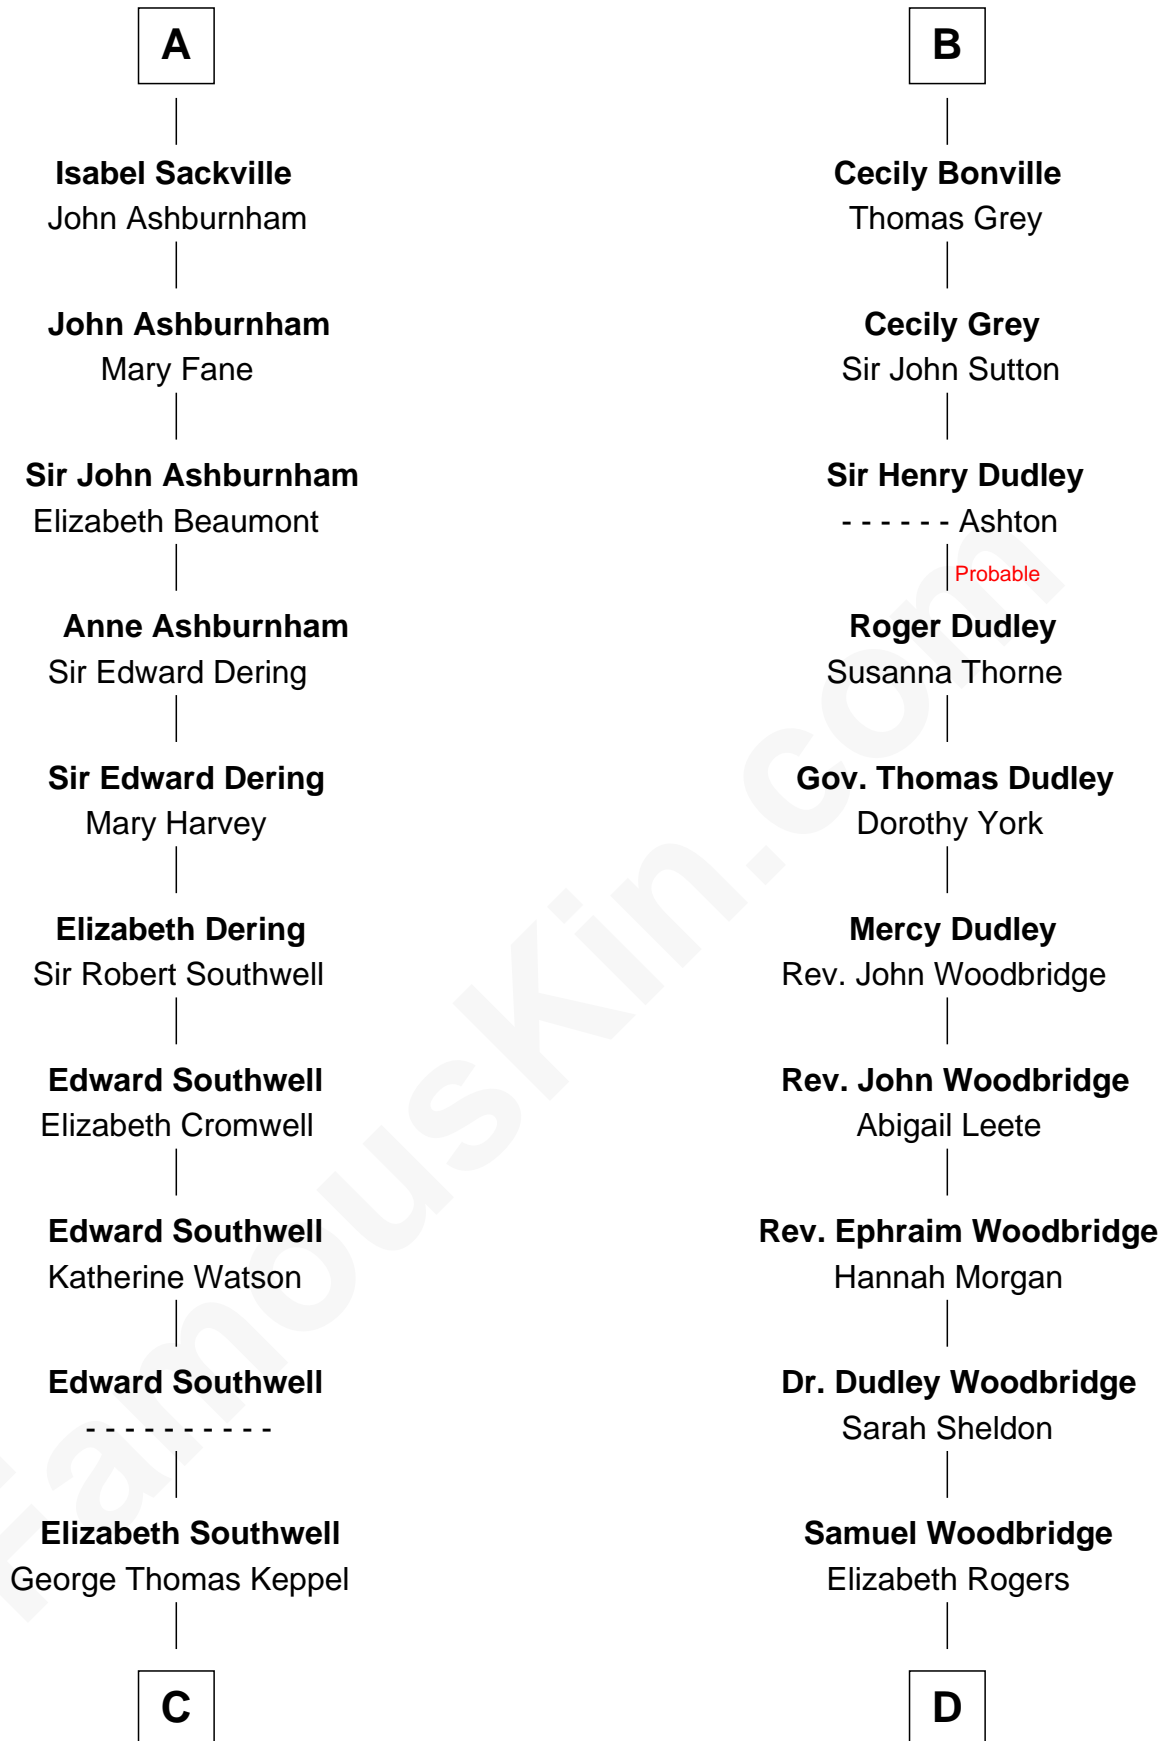 A
Isabel Sackville
John Ashburnham
John Ashburnham
Mary Fane
Sir John Ashburnham
Elizabeth Beaumont
Anne Ashburnham
Sir Edward Dering
Sir Edward Dering
Mary Harvey
Elizabeth Dering
Sir Robert Southwell
Edward Southwell
Elizabeth Cromwell
Edward Southwell
Katherine Watson
Edward Southwell
- - - - - - - - - -
Elizabeth Southwell
George Thomas Keppel
C
B
Cecily Bonville
Thomas Grey
Cecily Grey
Sir John Sutton
Sir Henry Dudley
- - - - - - Ashton
Probable
Roger Dudley
Susanna Thorne
Gov. Thomas Dudley
Dorothy York
Mercy Dudley
Rev. John Woodbridge
Rev. John Woodbridge
Abigail Leete
Rev. Ephraim Woodbridge
Hannah Morgan
Dr. Dudley Woodbridge
Sarah Sheldon
Samuel Woodbridge
Elizabeth Rogers
D
FamousKin.com